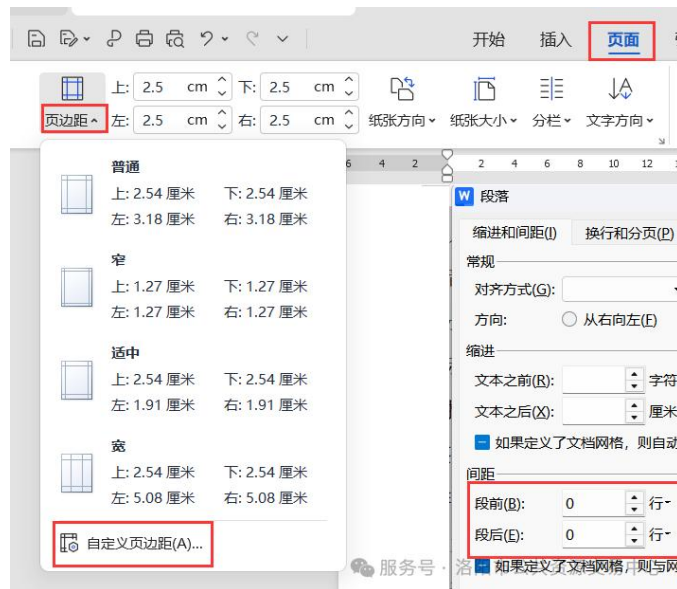 开始 插入 页面
上: 2.5 cm 下: 2.5 cm
页边距 左: 2.5 cm 右: 2.5 cm 纸张方向 纸张大小 分栏 文字方向
6 4 2 2 4 6 8 10 12
普通
上: 2.54 厘米 下: 2.54 厘米
左: 3.18 厘米 右: 3.18 厘米
窄
上: 1.27 厘米 下: 1.27 厘米
左: 1.27 厘米 右: 1.27 厘米
适中
上: 2.54 厘米 下: 2.54 厘米
左: 1.91 厘米 右: 1.91 厘米
宽
上: 2.54 厘米 下: 2.54 厘米
左: 5.08 厘米 右: 5.08 厘米
自定义页边距(A)...
W 段落
缩进和间距(I) 换行和分页(P)
常规
对齐方式(G):
方向: 从右向左(F)
缩进
文本之前(R): 字符
文本之后(X): 厘米
如果定义了文档网格，则自动
间距
段前(B): 0 行
段后(E): 0 行
如果定义了文档网格，则与网
服务号 · 洛